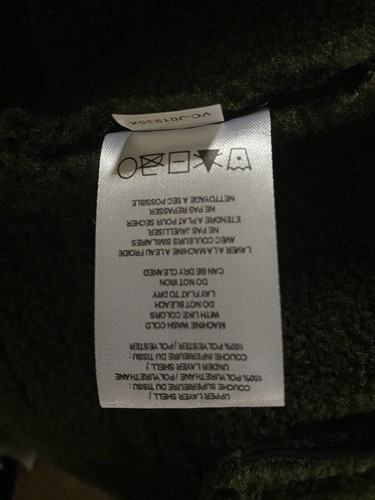 UPPER LAYER SHELL /
COUCHE SUPERIEURE DU TISSU :
100% POLYURETHANE / POLYURETHANE
UNDER LAYER SHELL /
COUCHE INFERIEURE DU TISSU :
100% POLYESTER / POLYESTER
MACHINE WASH COLD
WITH LIKE COLORS
DO NOT BLEACH
LAY FLAT TO DRY
DO NOT IRON
CAN BE DRY CLEANED
LAVER A LA MACHINE A L'EAU FROIDE
AVEC COULEURS SIMILAIRES
NE PAS JAVELLISER.
ETENDRE A PLAT POUR SECHER
NE PAS REPASSER
NETTOYAGE A SEC POSSIBLE
VC_J01935X